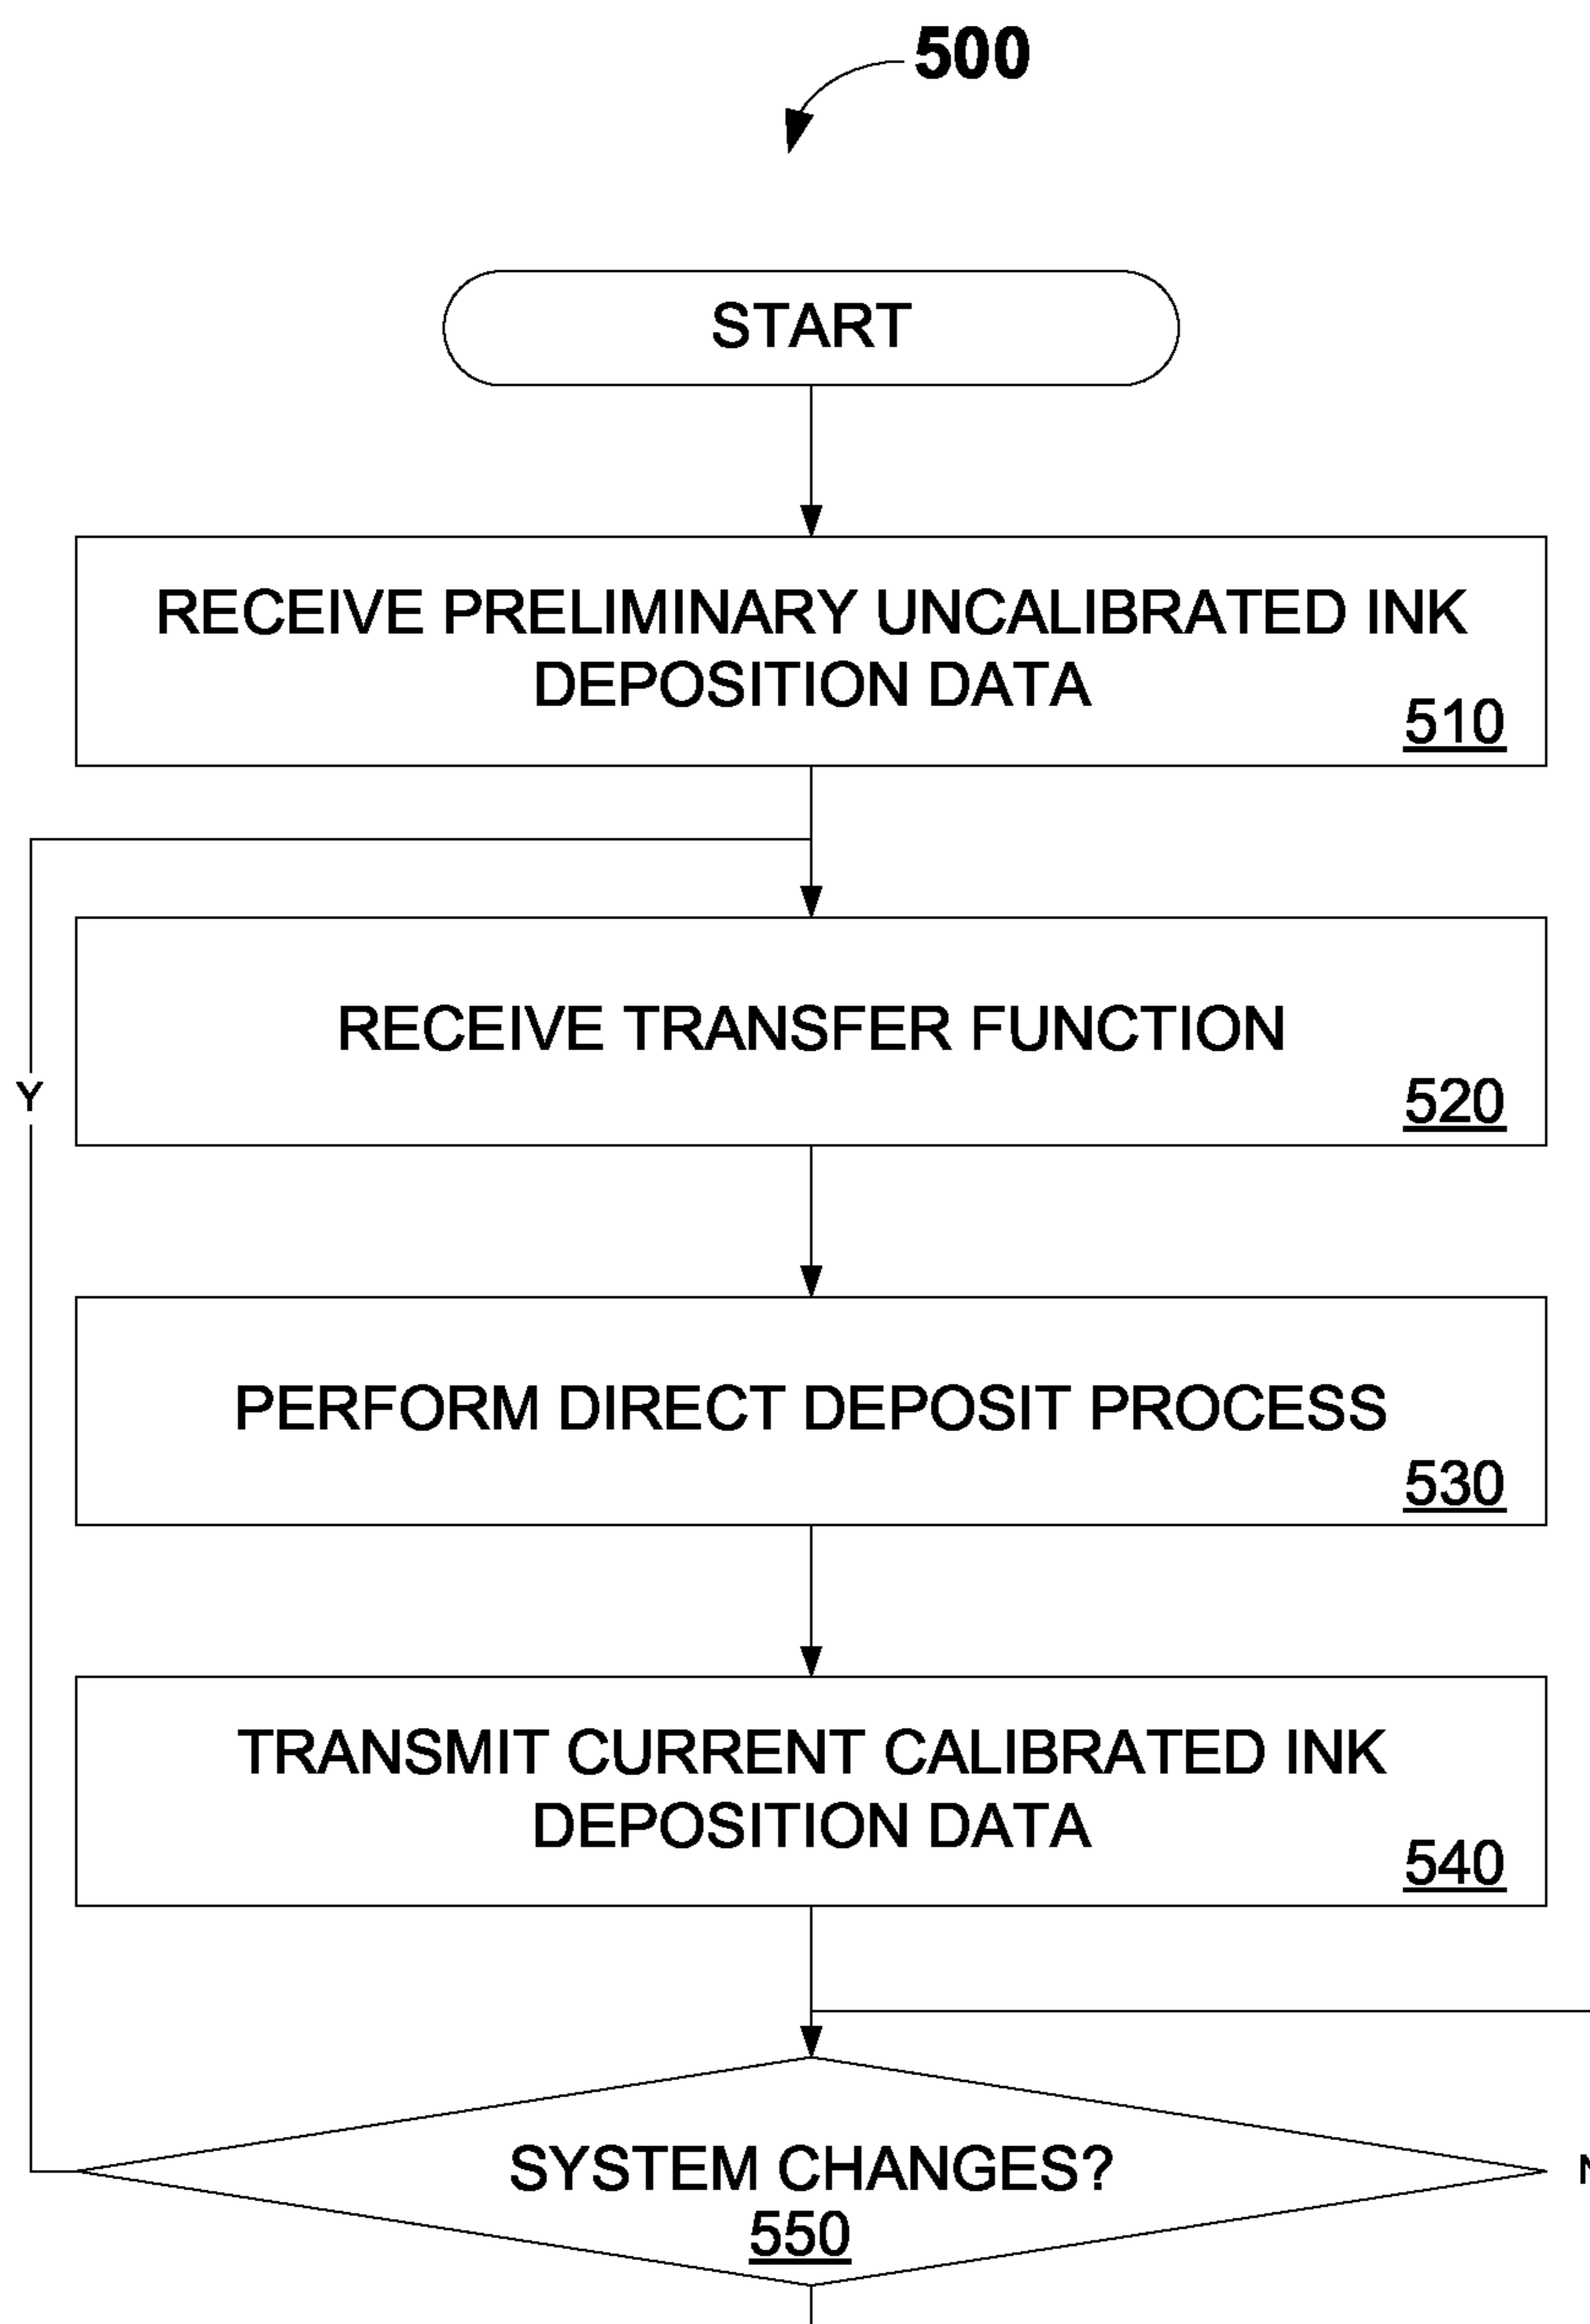 500
START
RECEIVE PRELIMINARY UNCALIBRATED INK
DEPOSITION DATA
510
RECEIVE TRANSFER FUNCTION
Y
520
PERFORM DIRECT DEPOSIT PROCESS
530
TRANSMIT CURRENT CALIBRATED INK
DEPOSITION DATA
540
SYSTEM CHANGES?
550